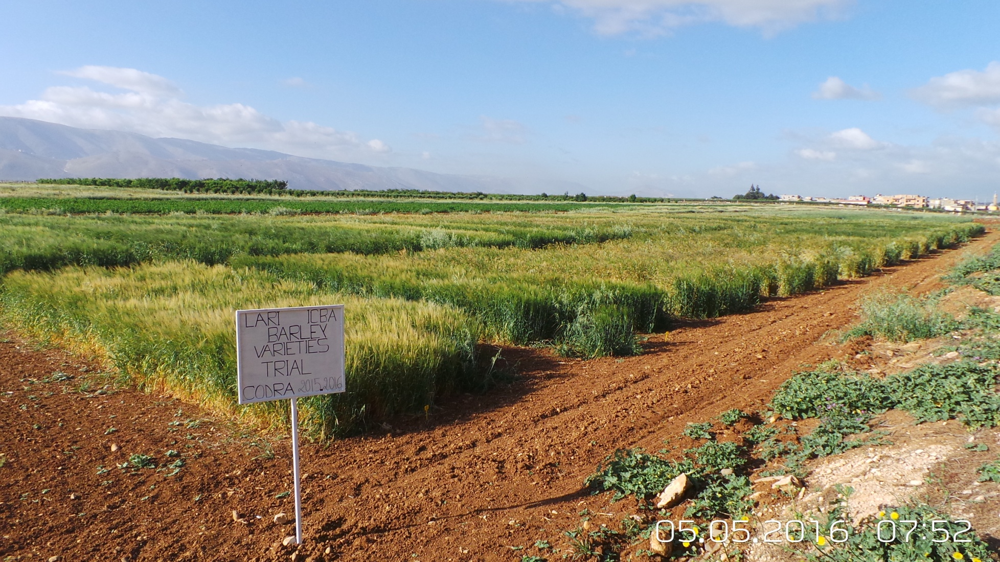 LARI ICBA
BARLEY
VARIETIES
TRIAL
CODRA 2015.2016
05.05.2016 07:52